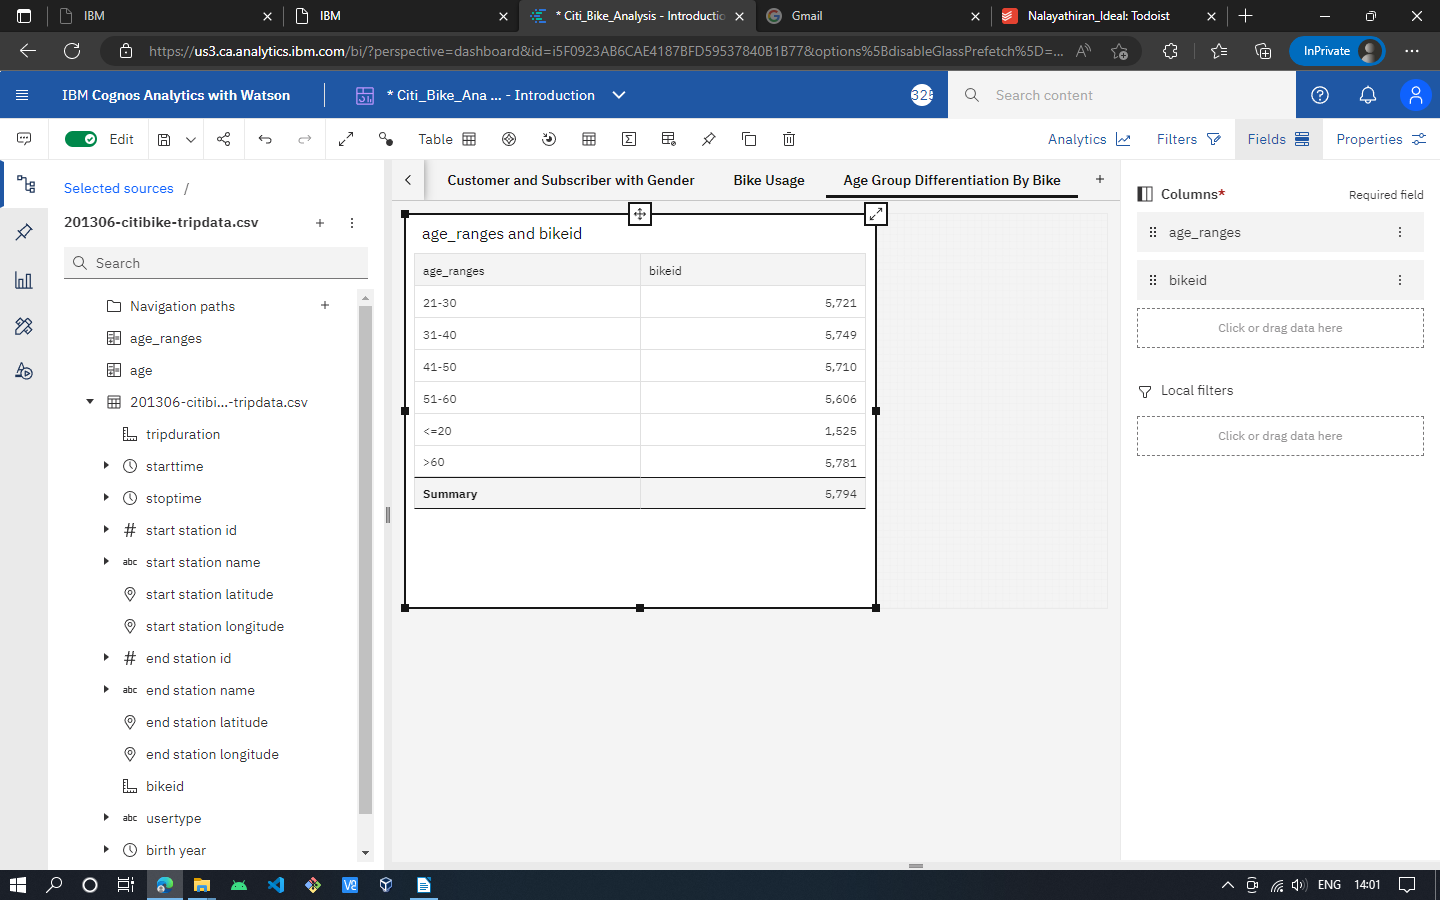 IBM
IBM
* Citi_Bike_Analysis - Introductio
Gmail
Nalayathiran_Ideal: Todoist
https://us3.ca.analytics.ibm.com/bi/?perspective=dashboard&id=i5F0923AB6CAE4187BFD59537840B1B77&options%5BdisableGlassPrefetch%5D=...
InPrivate
IBM Cognos Analytics with Watson
* Citi_Bike_Ana ... - Introduction
325
Search content
Edit
Table
Analytics
Filters
Fields
Properties
Selected sources /
201306-citibike-tripdata.csv
Search
Navigation paths
age_ranges
age
201306-citibi...-tripdata.csv
tripduration
starttime
stoptime
# start station id
abc start station name
start station latitude
start station longitude
# end station id
abc end station name
end station latitude
end station longitude
bikeid
abc usertype
birth year
Customer and Subscriber with Gender
Bike Usage
Age Group Differentiation By Bike
age_ranges and bikeid
age_ranges bikeid
21-30 5,721
31-40 5,749
41-50 5,710
51-60 5,606
<=20 1,525
>60 5,781
Summary 5,794
Columns*
Required field
age_ranges
bikeid
Click or drag data here
Local filters
Click or drag data here
ENG
14:01